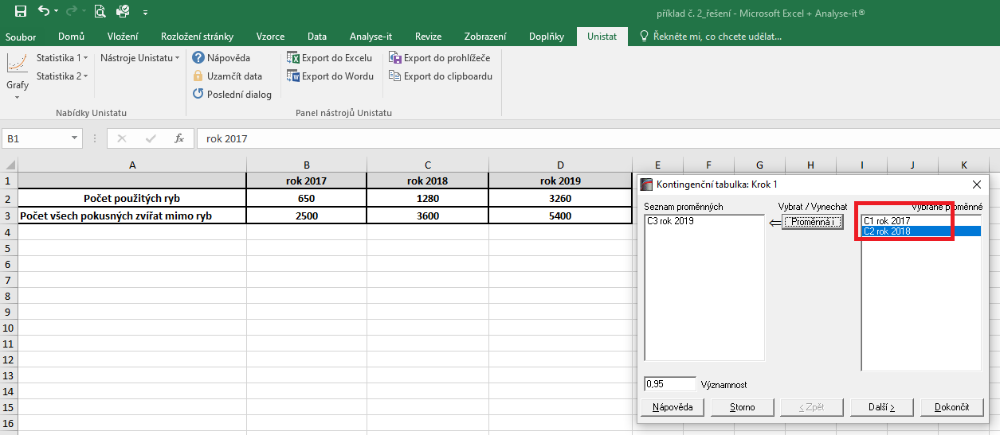 příklad č. 2_řešení - Microsoft Excel + Analyse-it®
Soubor Domů Vložení Rozložení stránky Vzorce Data Analyse-it Revize Zobrazení Doplňky Unistat Řekněte mi, co chcete udělat...
Statistika 1 Nástroje Unistatu Nápověda Export do Excelu Export do prohlížeče
Statistika 2 Uzamčít data Export do Wordu Export do clipboardu
Grafy
Poslední dialog
Nabídky Unistatu Panel nástrojů Unistatu
B1 fx rok 2017
A B C D E F G H I J K
1 rok 2017 rok 2018 rok 2019
2 Počet použitých ryb 650 1280 3260
3 Počet všech pokusných zvířat mimo ryb 2500 3600 5400
4
5
6
7
8
9
10
11
12
13
14
15
16
Kontingenční tabulka: Krok 1
Seznam proměnných Vybrat / Vynechat Vybrané proměnné
C3 rok 2019 Proměnná i C1 rok 2017
C2 rok 2018
0,95 Významnost
Nápověda Storno < Zpět Další > Dokončit